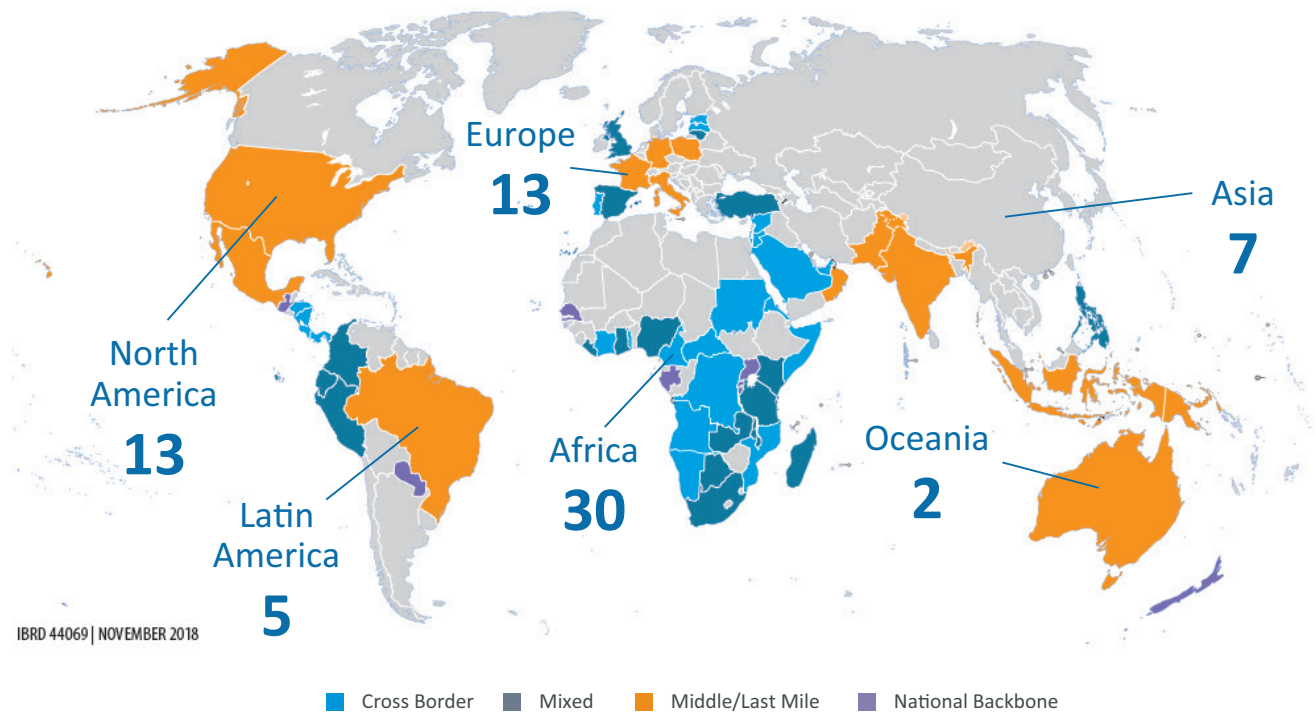 Europe
13
Asia
7
North
America
13
Africa
30
Oceania
2
Latin
America
5
IBRD 44069 | NOVEMBER 2018
Cross Border
Mixed
Middle/Last Mile
National Backbone